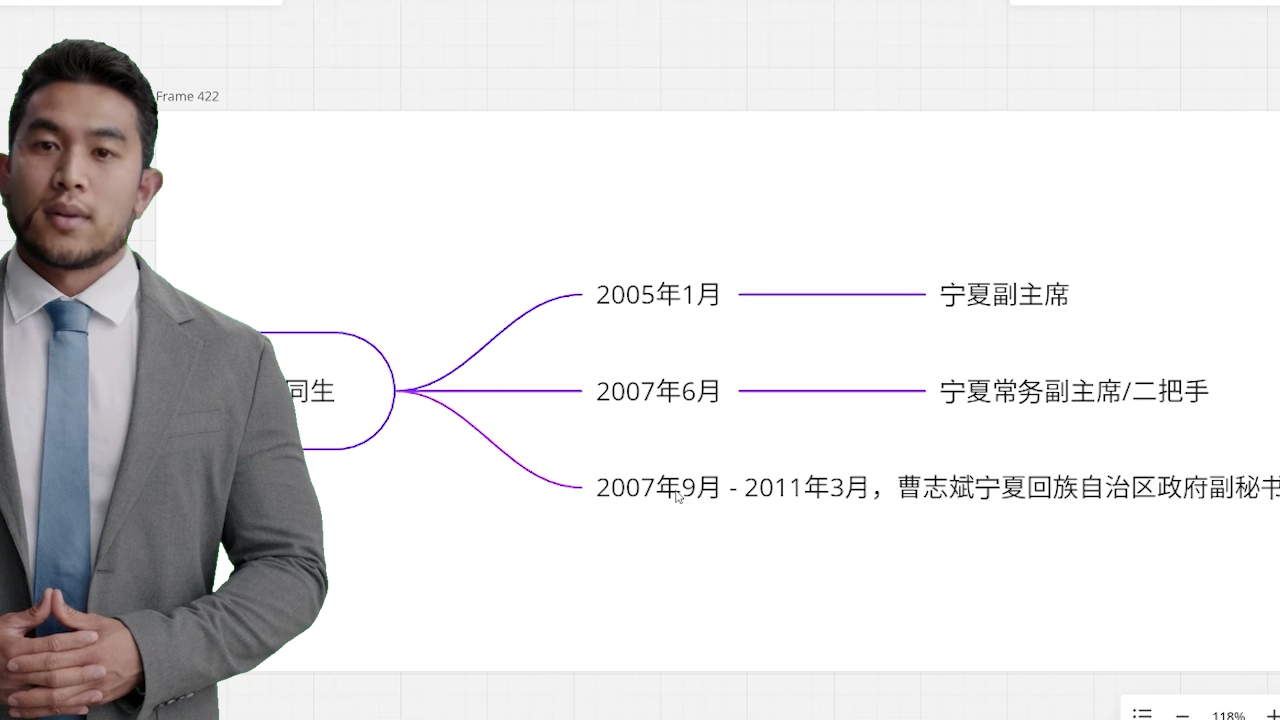 Frame 422
2005年1月 宁夏副主席
同生
2007年6月 宁夏常务副主席/二把手
2007年9月 - 2011年3月，曹志斌宁夏回族自治区政府副秘书
118%